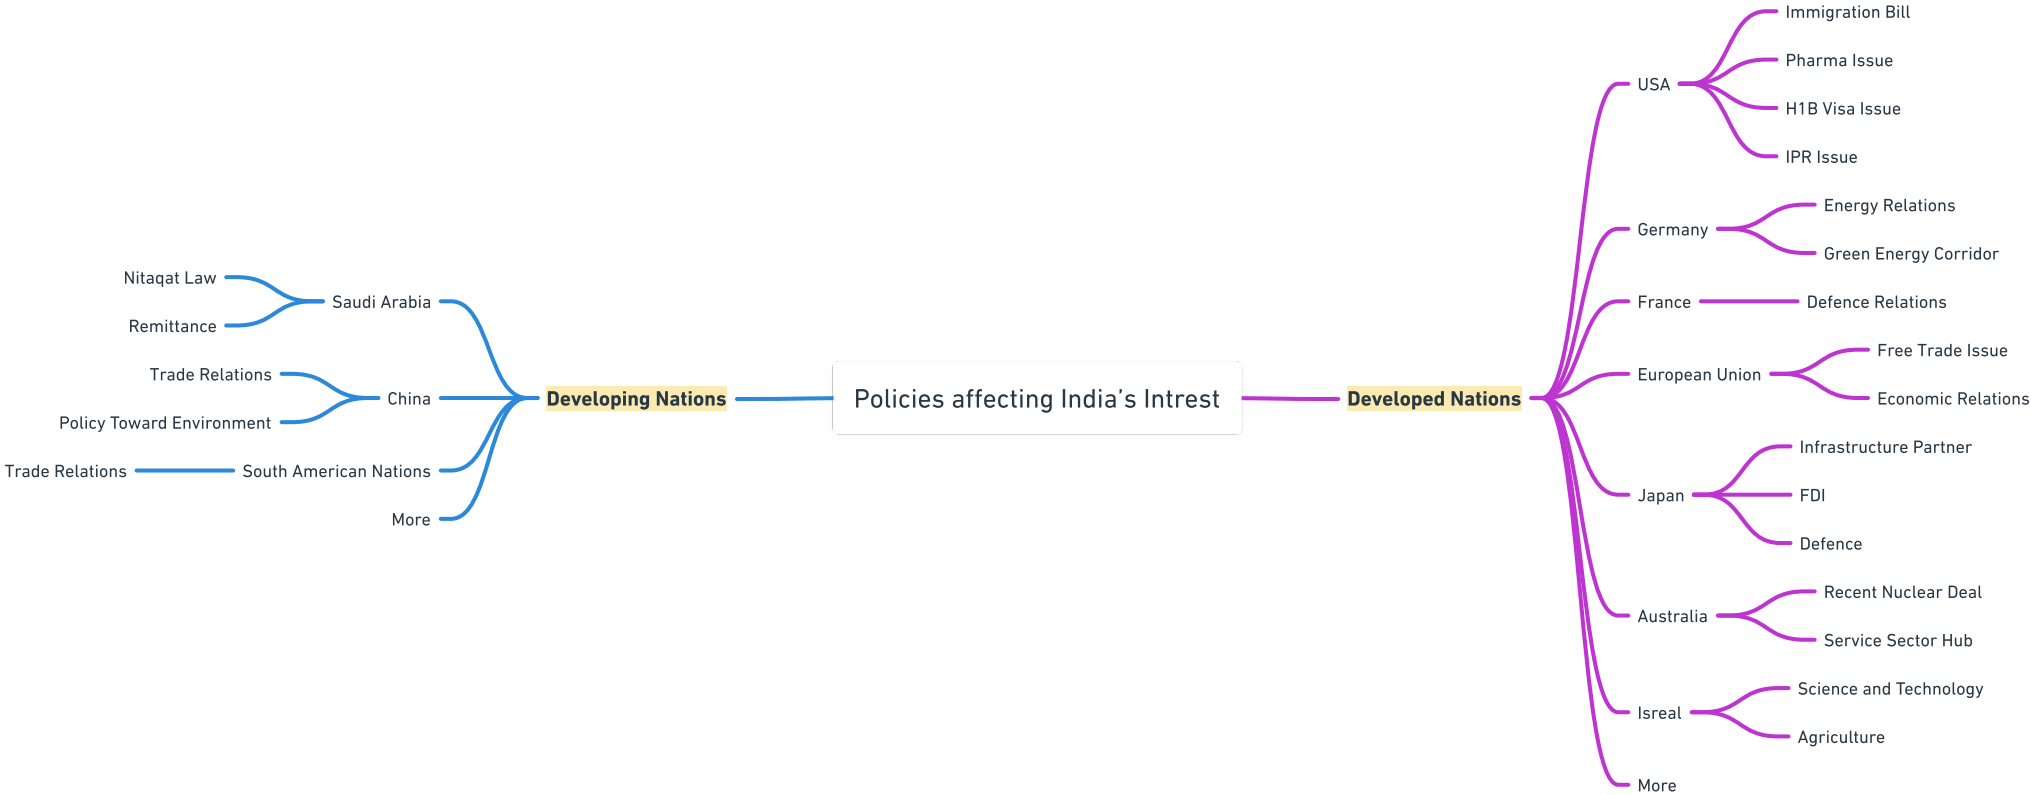 Policies affecting India’s Intrest
Developing Nations
Saudi Arabia
Nitaqat Law
Remittance
China
Trade Relations
Policy Toward Environment
South American Nations
Trade Relations
More
Developed Nations
USA
Immigration Bill
Pharma Issue
H1B Visa Issue
IPR Issue
Germany
Energy Relations
Green Energy Corridor
France
Defence Relations
European Union
Free Trade Issue
Economic Relations
Japan
Infrastructure Partner
FDI
Defence
Australia
Recent Nuclear Deal
Service Sector Hub
Isreal
Science and Technology
Agriculture
More